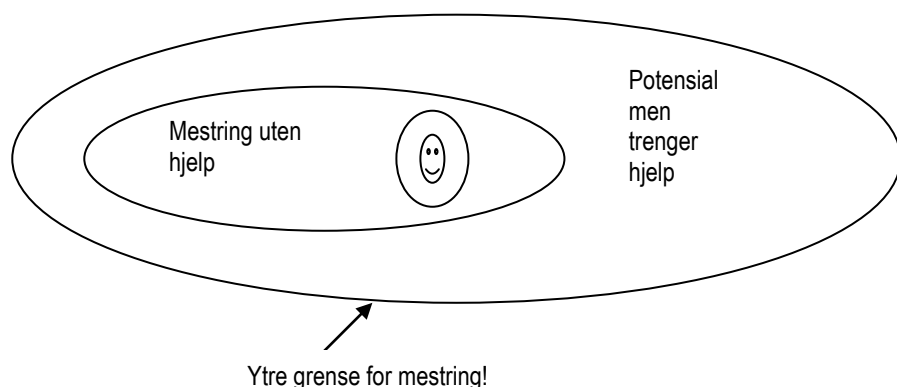 Mestring uten
hjelp
Potensial
men
trenger
hjelp
Ytre grense for mestring!